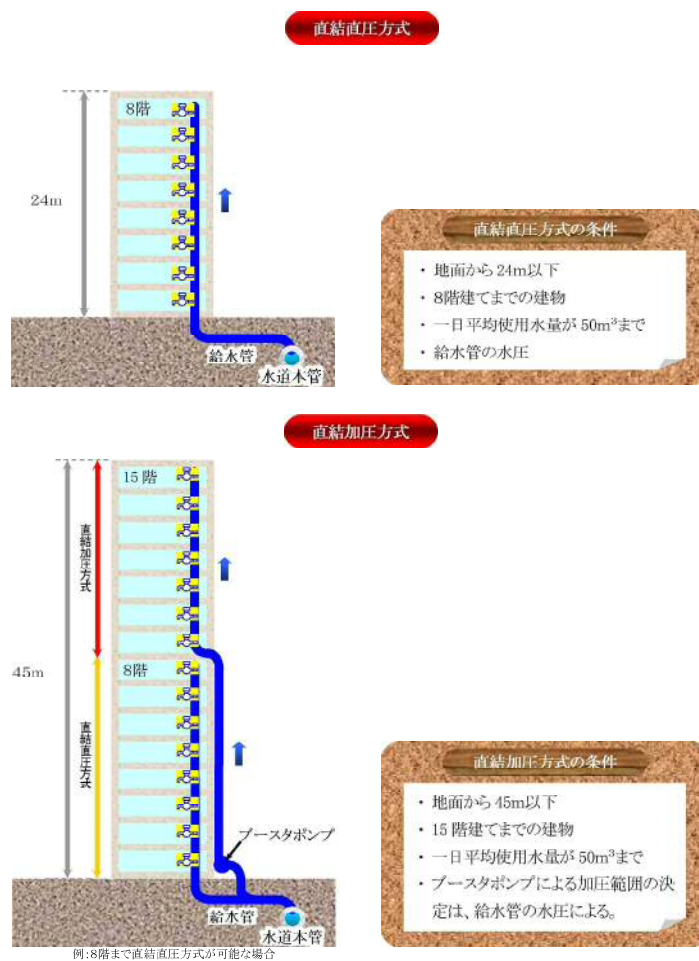 直結直圧方式
8階
24m
給水管
水道本管
直結直圧方式の条件
・ 地面から24m以下
・ 8階建てまでの建物
・ 一日平均使用水量が50m³まで
・ 給水管の水圧
直結加圧方式
15階
直結加圧方式
45m
8階
直結直圧方式
ブースタポンプ
給水管
水道本管
例:8階まで直結直圧方式が可能な場合
直結加圧方式の条件
・ 地面から45m以下
・ 15階建てまでの建物
・ 一日平均使用水量が50m³まで
・ ブースタポンプによる加圧範囲の決
定は、給水管の水圧による。